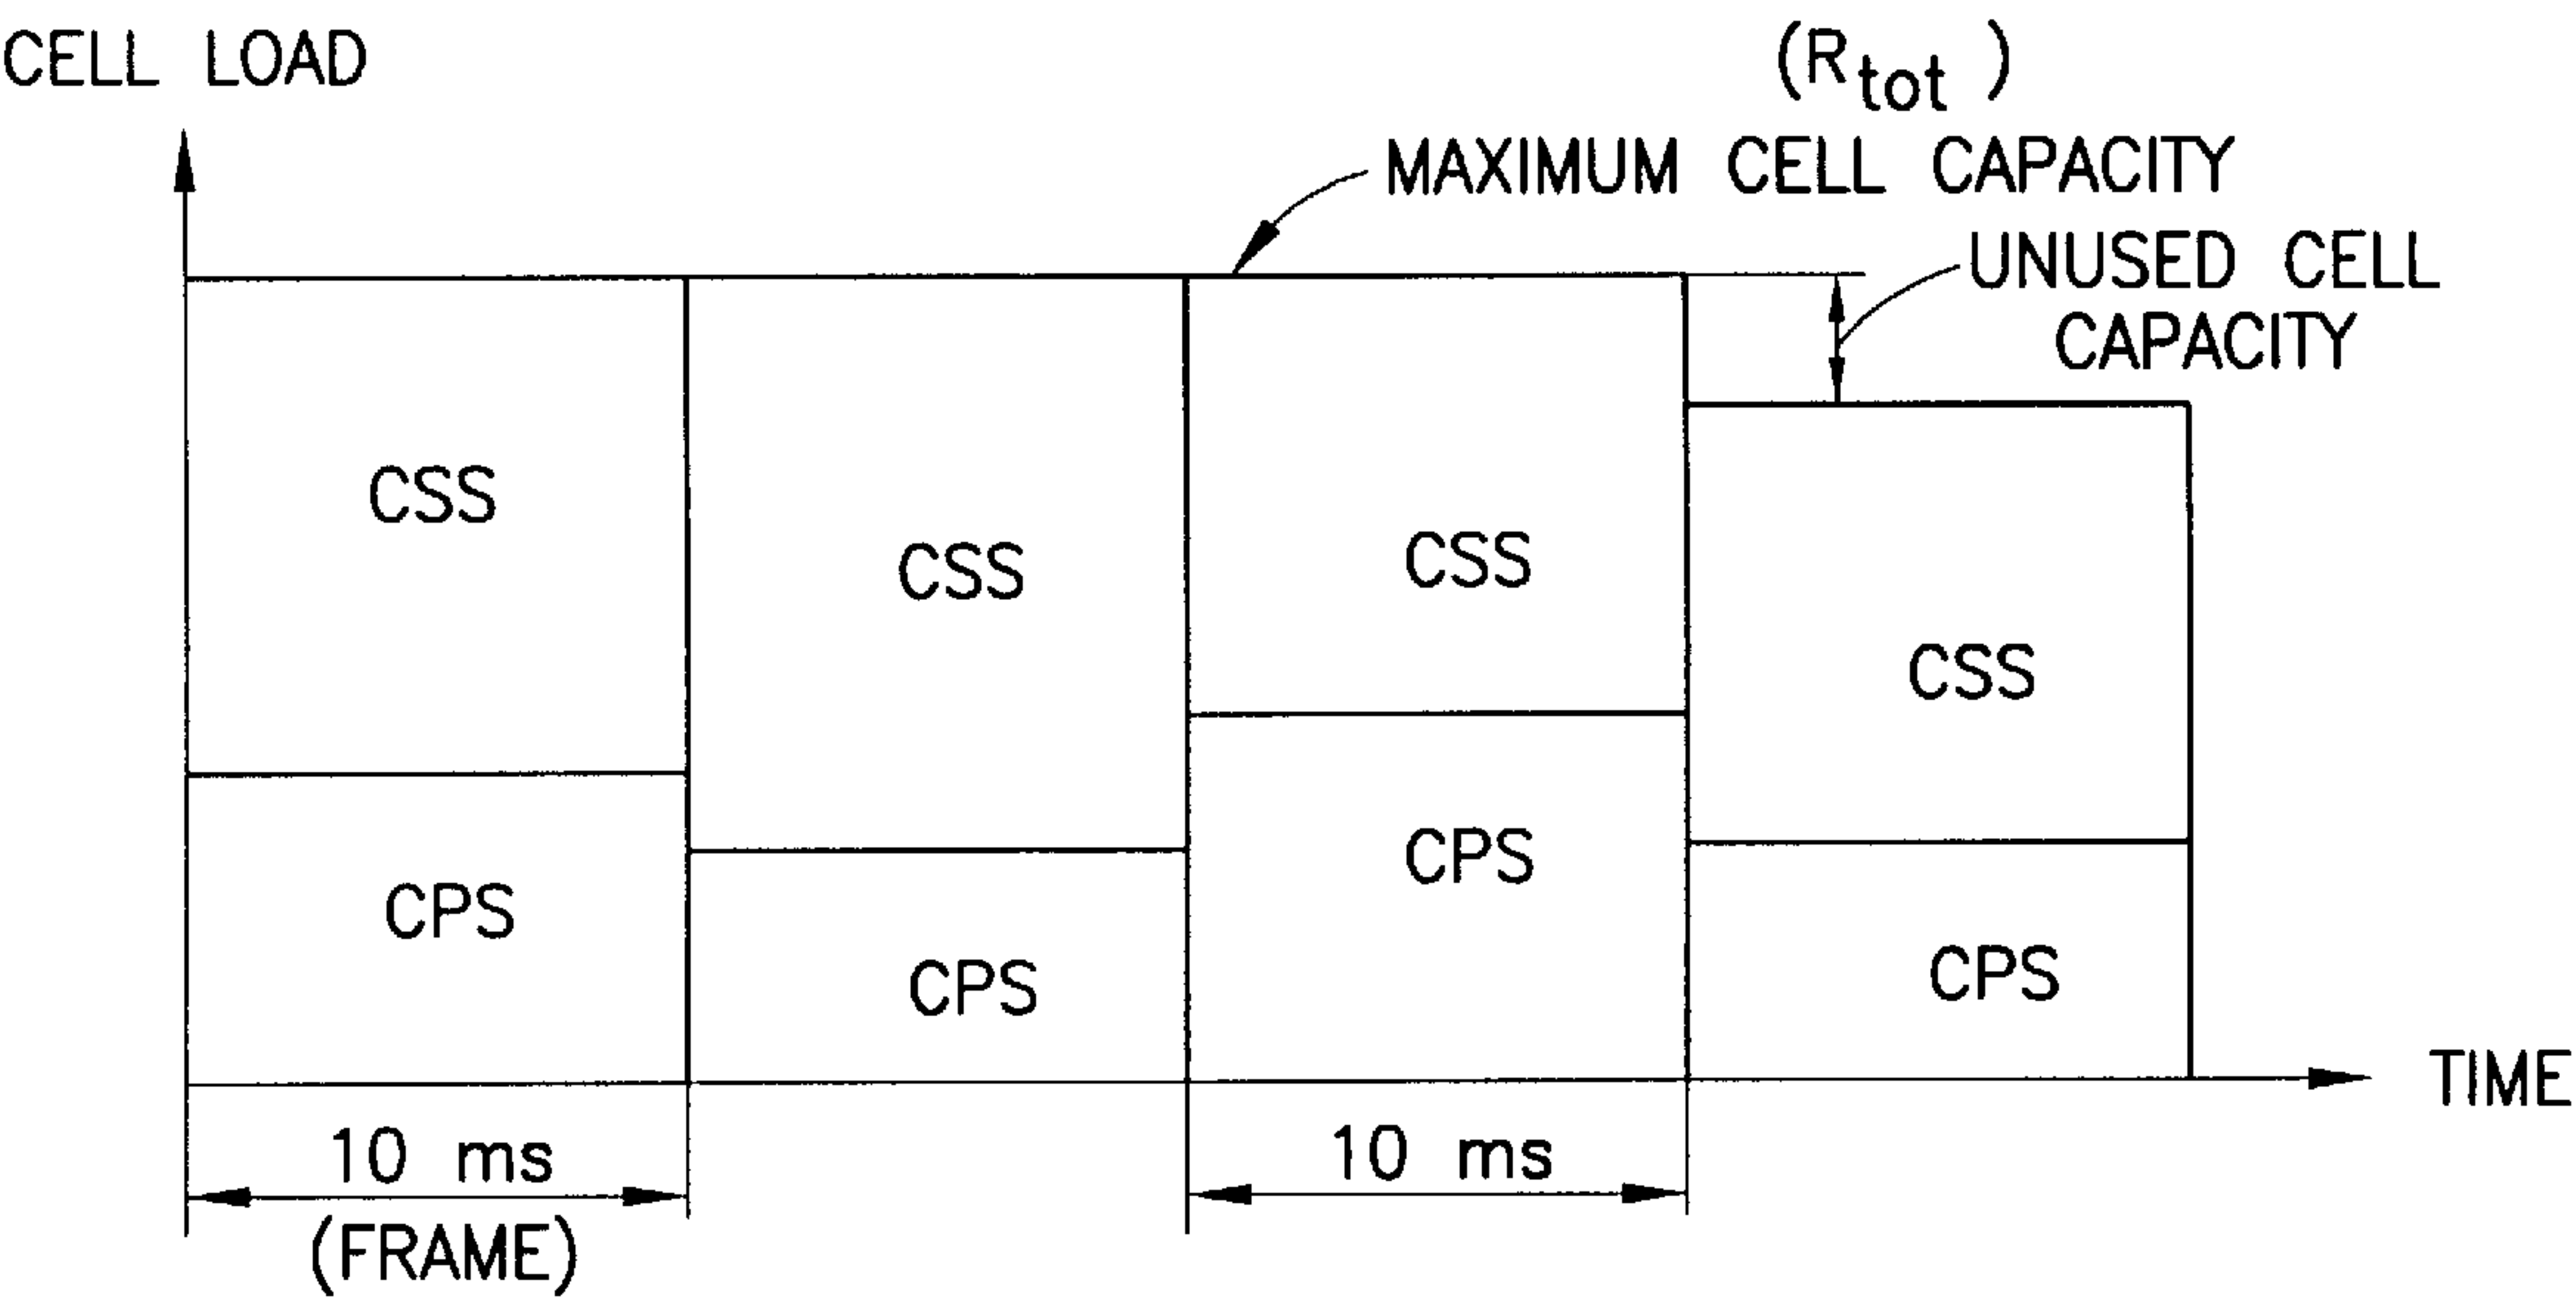 CELL LOAD
(Rtot)
MAXIMUM CELL CAPACITY
UNUSED CELL
CAPACITY
CSS
CSS
CSS
CSS
CPS
CPS
CPS
CPS
TIME
10 ms
(FRAME)
10 ms